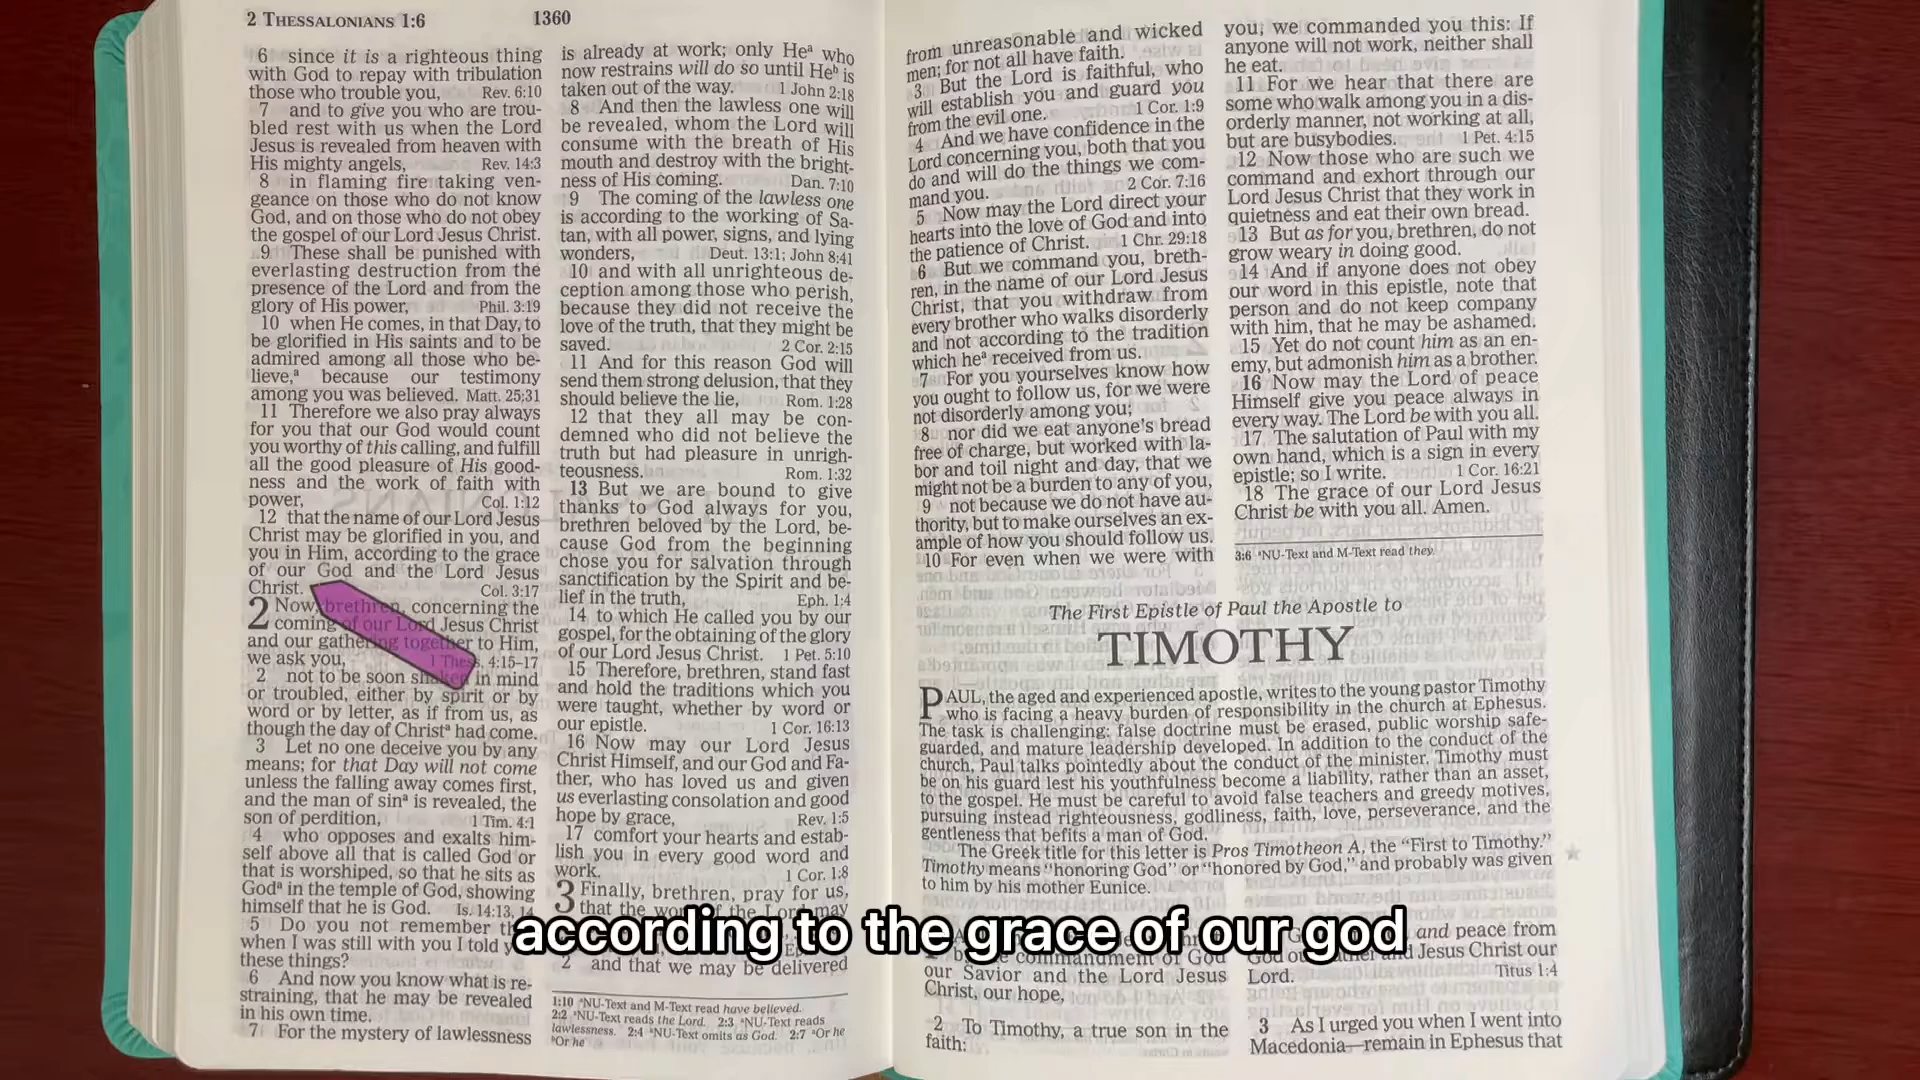 2 THESSALONIANS 1:6
1360
6 since it is a righteous thing
with God to repay with tribulation
those who trouble you, Rev. 6:10
7 and to give you who are trou-
bled rest with us when the Lord
Jesus is revealed from heaven with
His mighty angels, Rev. 14:3
8 in flaming fire taking ven-
geance on those who do not know
God, and on those who do not obey
the gospel of our Lord Jesus Christ.
9 These shall be punished with
everlasting destruction from the
presence of the Lord and from the
glory of His power, Phil. 3:19
10 when He comes, in that Day, to
be glorified in His saints and to be
admired among all those who be-
lieve,ª because our testimony
among you was believed. Matt. 25:31
11 Therefore we also pray always
for you that our God would count
you worthy of this calling, and fulfill
all the good pleasure of His good-
ness and the work of faith with
power, Col. 1:12
12 that the name of our Lord Jesus
Christ may be glorified in you, and
you in Him, according to the grace
of our God and the Lord Jesus
Christ. Col. 3:17
2 Now, brethren, concerning the
coming of our Lord Jesus Christ
and our gathering together to Him,
we ask you, 1 Thess. 4:15–17
2 not to be soon shaken in mind
or troubled, either by spirit or by
word or by letter, as if from us, as
though the day of Christª had come.
3 Let no one deceive you by any
means; for that Day will not come
unless the falling away comes first,
and the man of sinª is revealed, the
son of perdition, 1 Tim. 4:1
4 who opposes and exalts him-
self above all that is called God or
that is worshiped, so that he sits as
Godª in the temple of God, showing
himself that he is God. Is. 14:13, 14
5 Do you not remember
when I was still with you I told
these things?
6 And now you know what is re-
straining, that he may be revealed
in his own time.
7 For the mystery of lawlessness
is already at work; only Heª who
now restrains will do so until Heᵇ is
taken out of the way. 1 John 2:18
8 And then the lawless one will
be revealed, whom the Lord will
consume with the breath of His
mouth and destroy with the bright-
ness of His coming. Dan. 7:10
9 The coming of the lawless one
is according to the working of Sa-
tan, with all power, signs, and lying
wonders, Deut. 13:1; John 8:41
10 and with all unrighteous de-
ception among those who perish,
because they did not receive the
love of the truth, that they might be
saved. 2 Cor. 2:15
11 And for this reason God will
send them strong delusion, that they
should believe the lie, Rom. 1:28
12 that they all may be con-
demned who did not believe the
truth but had pleasure in unrigh-
teousness. Rom. 1:32
13 But we are bound to give
thanks to God always for you,
brethren beloved by the Lord, be-
cause God from the beginning
chose you for salvation through
sanctification by the Spirit and be-
lief in the truth, Eph. 1:4
14 to which He called you by our
gospel, for the obtaining of the glory
of our Lord Jesus Christ. 1 Pet. 5:10
15 Therefore, brethren, stand fast
and hold the traditions which you
were taught, whether by word or
our epistle. 1 Cor. 16:13
16 Now may our Lord Jesus
Christ Himself, and our God and Fa-
ther, who has loved us and given
us everlasting consolation and good
hope by grace, Rev. 1:5
17 comfort your hearts and estab-
lish you in every good word and
work. 1 Cor. 1:8
3 Finally, brethren, pray for us,
that the word of the Lord may
2 and that we may be delivered
1:10 ªNU-Text and M-Text read have believed.
2:2 ªNU-Text reads the Lord. 2:3 ªNU-Text reads
lawlessness. 2:4 ªNU-Text omits as God. 2:7 ªOr he
ᵇOr he
from unreasonable and wicked
men; for not all have faith.
3 But the Lord is faithful, who
will establish you and guard you
from the evil one. 1 Cor. 1:9
4 And we have confidence in the
Lord concerning you, both that you
do and will do the things we com-
mand you. 2 Cor. 7:16
5 Now may the Lord direct your
hearts into the love of God and into
the patience of Christ. 1 Chr. 29:18
6 But we command you, breth-
ren, in the name of our Lord Jesus
Christ, that you withdraw from
every brother who walks disorderly
and not according to the tradition
which heª received from us.
7 For you yourselves know how
you ought to follow us, for we were
not disorderly among you;
8 nor did we eat anyone's bread
free of charge, but worked with la-
bor and toil night and day, that we
might not be a burden to any of you,
9 not because we do not have au-
thority, but to make ourselves an ex-
ample of how you should follow us.
10 For even when we were with
you, we commanded you this: If
anyone will not work, neither shall
he eat.
11 For we hear that there are
some who walk among you in a dis-
orderly manner, not working at all,
but are busybodies. 1 Pet. 4:15
12 Now those who are such we
command and exhort through our
Lord Jesus Christ that they work in
quietness and eat their own bread.
13 But as for you, brethren, do not
grow weary in doing good.
14 And if anyone does not obey
our word in this epistle, note that
person and do not keep company
with him, that he may be ashamed.
15 Yet do not count him as an en-
emy, but admonish him as a brother.
16 Now may the Lord of peace
Himself give you peace always in
every way. The Lord be with you all.
17 The salutation of Paul with my
own hand, which is a sign in every
epistle; so I write. 1 Cor. 16:21
18 The grace of our Lord Jesus
Christ be with you all. Amen.
3:6 ªNU-Text and M-Text read they.
The First Epistle of Paul the Apostle to
TIMOTHY
PAUL, the aged and experienced apostle, writes to the young pastor Timothy
who is facing a heavy burden of responsibility in the church at Ephesus.
The task is challenging: false doctrine must be erased, public worship safe-
guarded, and mature leadership developed. In addition to the conduct of the
church, Paul talks pointedly about the conduct of the minister. Timothy must
be on his guard lest his youthfulness become a liability, rather than an asset,
to the gospel. He must be careful to avoid false teachers and greedy motives,
pursuing instead righteousness, godliness, faith, love, perseverance, and the
gentleness that befits a man of God.
The Greek title for this letter is Pros Timotheon A, the "First to Timothy."
Timothy means "honoring God" or "honored by God," and probably was given
to him by his mother Eunice.
commandment of God
our Savior and the Lord Jesus
Christ, our hope,
2 To Timothy, a true son in the
faith:
and peace from
God our Father and Jesus Christ our
Lord. Titus 1:4
3 As I urged you when I went into
Macedonia—remain in Ephesus that
according to the grace of our god